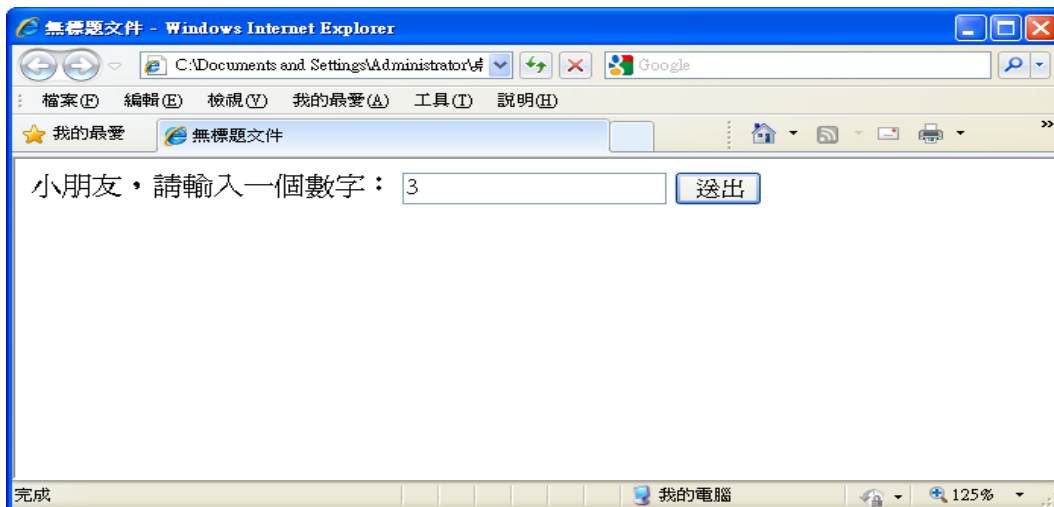 無標題文件 - Windows Internet Explorer
C:\Documents and Settings\Administrator\
Google
檔案(F) 編輯(E) 檢視(V) 我的最愛(A) 工具(T) 說明(H)
我的最愛 無標題文件 »
小朋友，請輸入一個數字： 3 送出
完成 我的電腦 125%